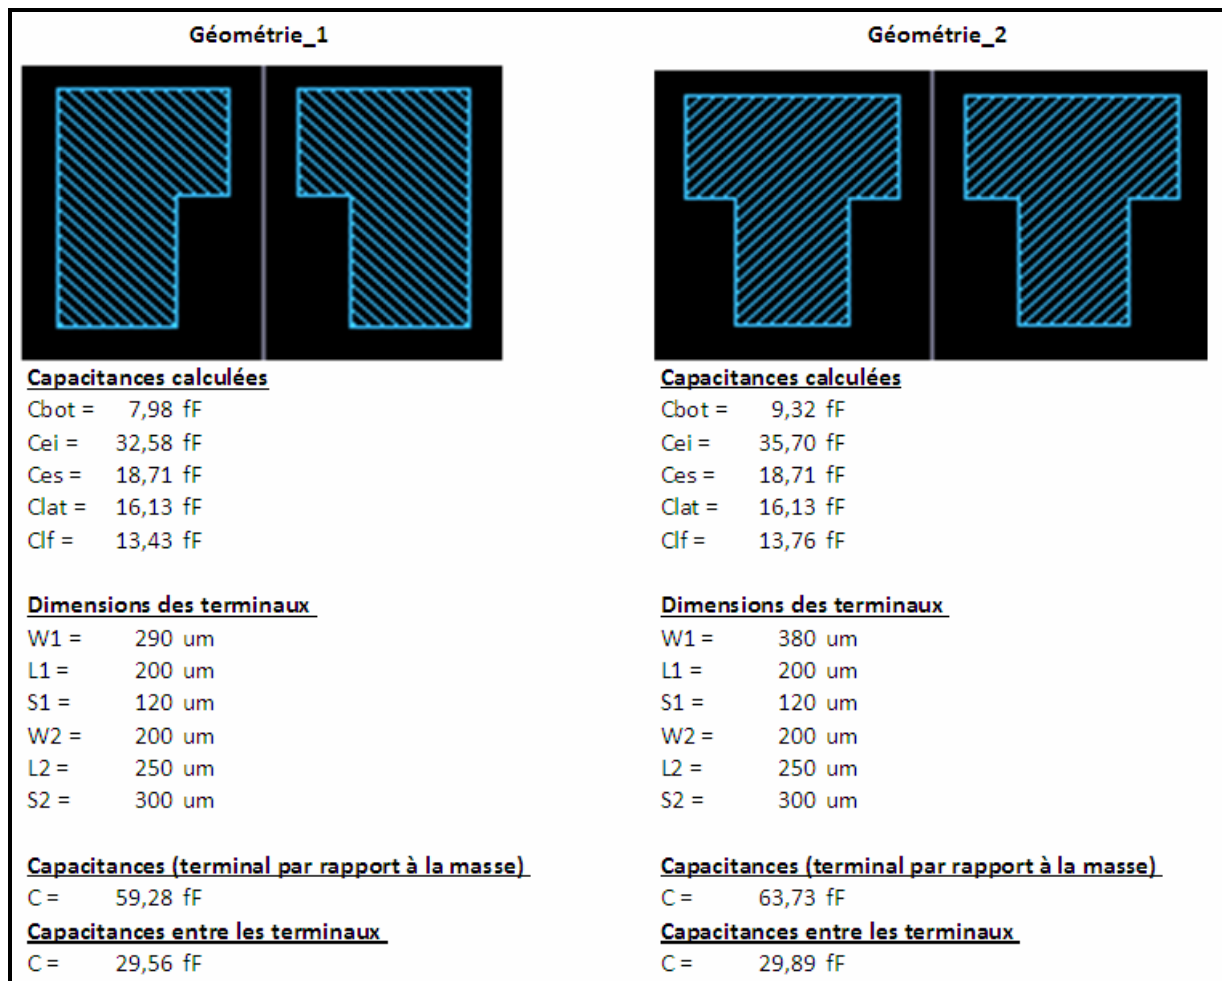 Géométrie_1
Capacitances calculées
Cbot = 7,98 fF
Cei = 32,58 fF
Ces = 18,71 fF
Clat = 16,13 fF
Clf = 13,43 fF
Dimensions des terminaux
W1 = 290 um
L1 = 200 um
S1 = 120 um
W2 = 200 um
L2 = 250 um
S2 = 300 um
Capacitances (terminal par rapport à la masse)
C = 59,28 fF
Capacitances entre les terminaux
C = 29,56 fF
Géométrie_2
Capacitances calculées
Cbot = 9,32 fF
Cei = 35,70 fF
Ces = 18,71 fF
Clat = 16,13 fF
Clf = 13,76 fF
Dimensions des terminaux
W1 = 380 um
L1 = 200 um
S1 = 120 um
W2 = 200 um
L2 = 250 um
S2 = 300 um
Capacitances (terminal par rapport à la masse)
C = 63,73 fF
Capacitances entre les terminaux
C = 29,89 fF